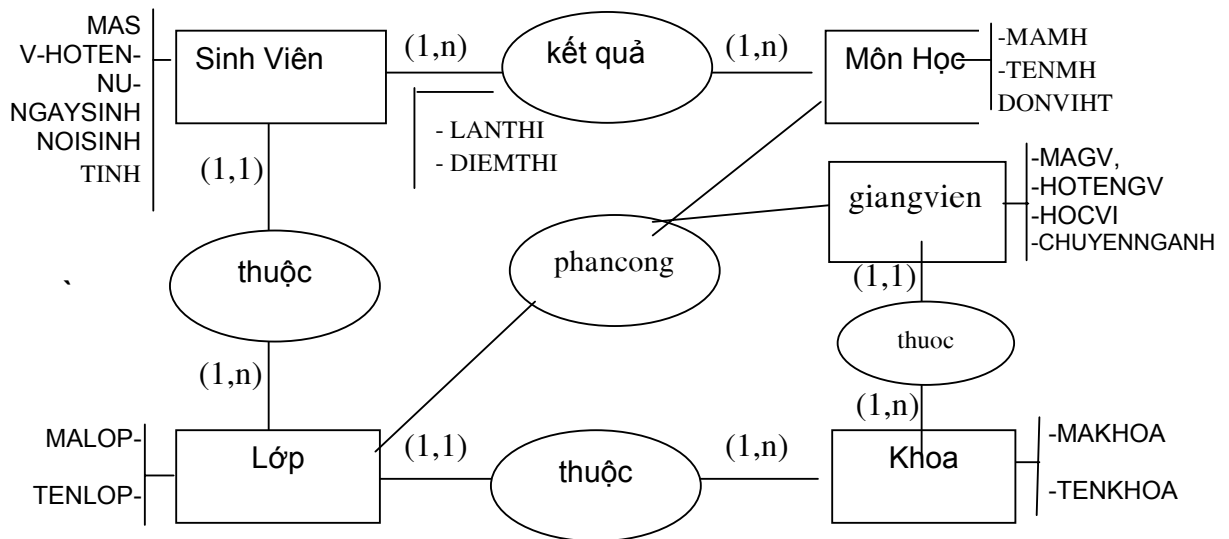 MAS
V-HOTEN-
NU-
NGAYSINH
NOISINH
TINH
Sinh Viên
(1,n)
kết quả
(1,n)
Môn Học
-MAMH
-TENMH
DONVIHT
- LANTHI
- DIEMTHI
(1,1)
giangvien
-MAGV,
-HOTENGV
-HOCVI
-CHUYENNGANH
thuộc
phancong
(1,1)
thuoc
(1,n)
(1,n)
MALOP-
TENLOP-
Lớp
(1,1)
thuộc
(1,n)
Khoa
-MAKHOA
-TENKHOA